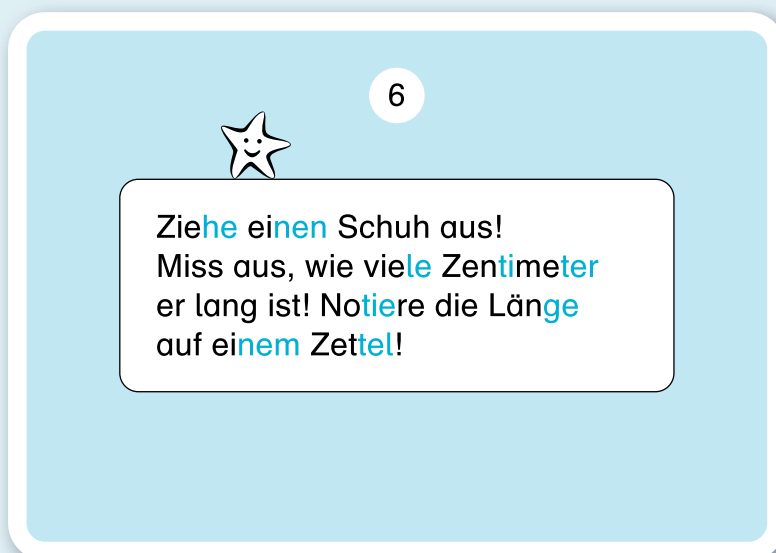 6
Ziehe einen Schuh aus!
Miss aus, wie viele Zentimeter
er lang ist! Notiere die Länge
auf einem Zettel!